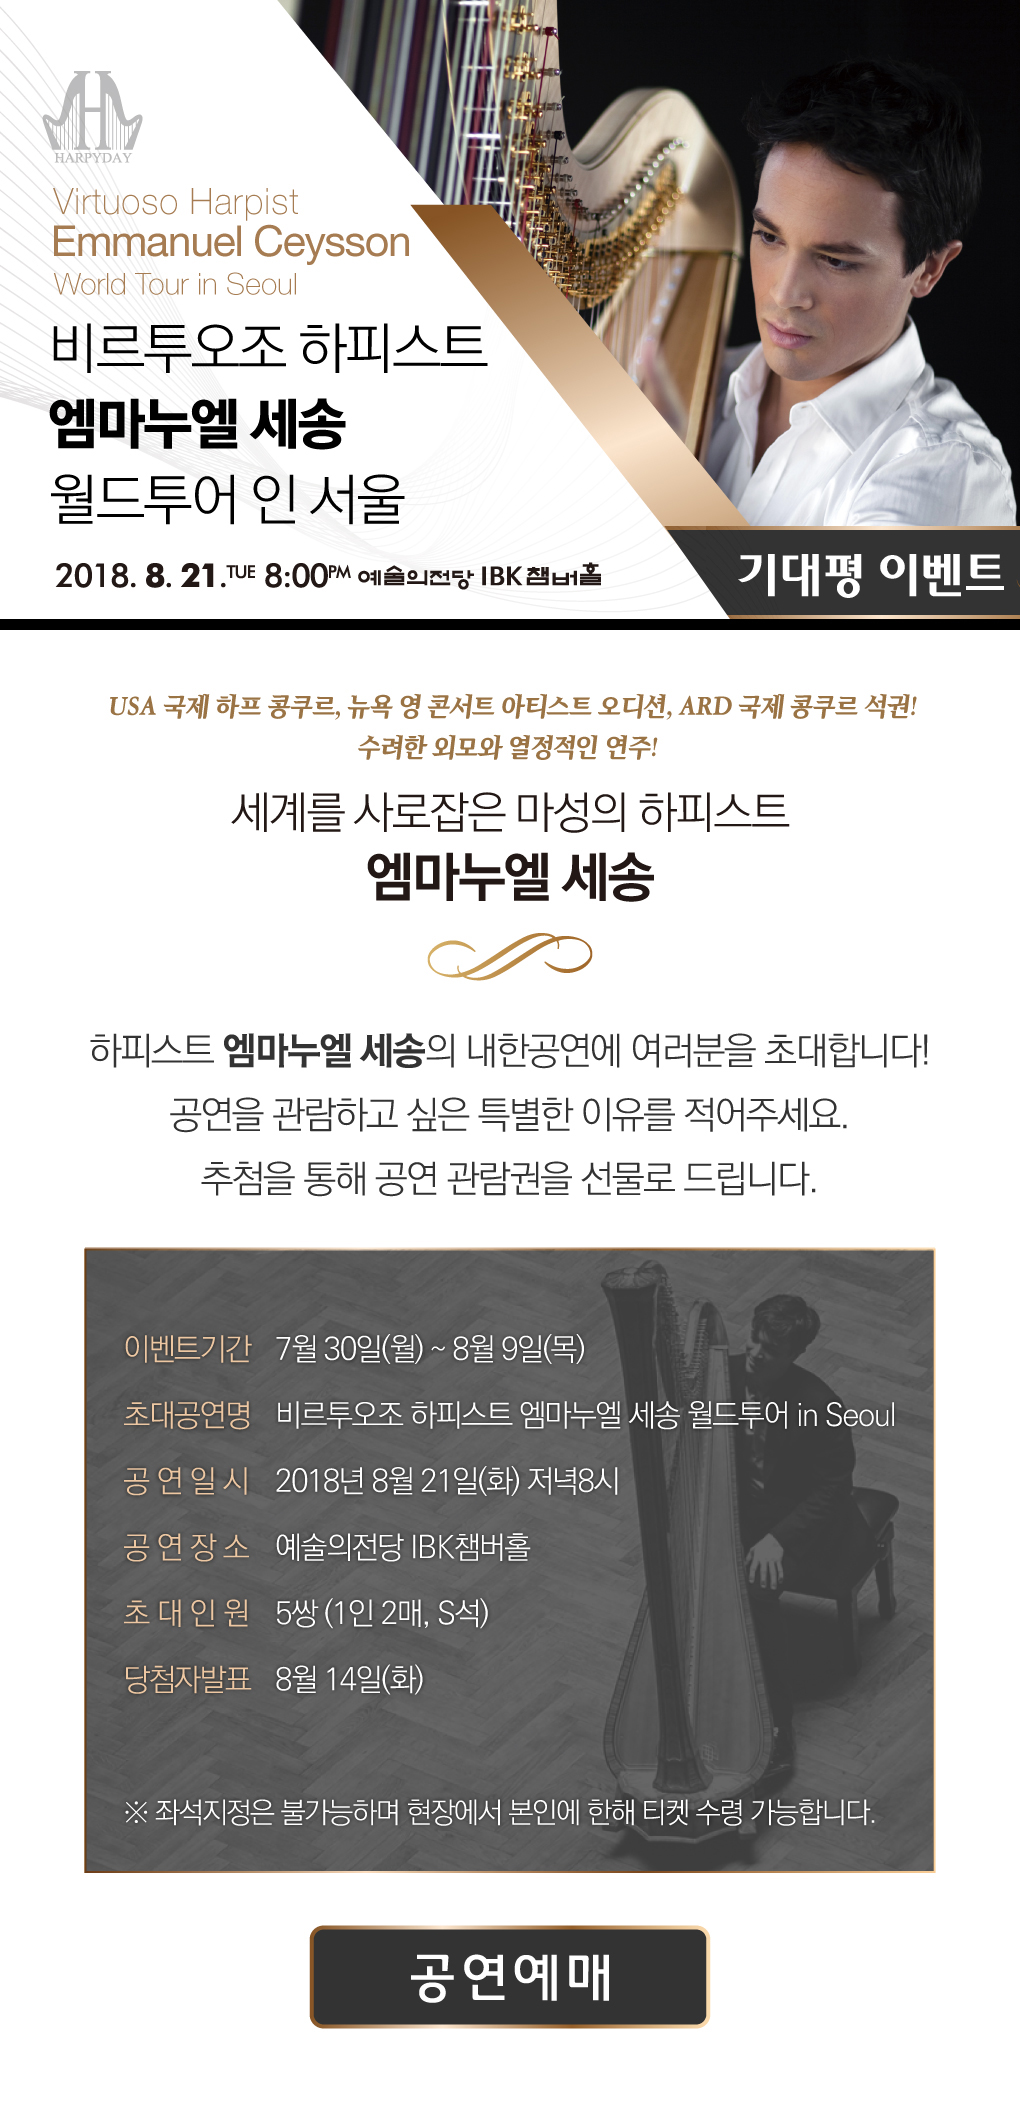 HARPYDAY
Virtuoso Harpist
Emmanuel Ceysson
World Tour in Seoul
비르투오조 하피스트
엠마누엘 세송
월드투어 인 서울
2018. 8. 21.TUE 8:00PM 예술의전당 IBK챔버홀
기대평 이벤트
USA 국제 하프 콩쿠르, 뉴욕 영 콘서트 아티스트 오디션, ARD 국제 콩쿠르 석권!
수려한 외모와 열정적인 연주!
세계를 사로잡은 마성의 하피스트
엠마누엘 세송
하피스트 엠마누엘 세송의 내한공연에 여러분을 초대합니다!
공연을 관람하고 싶은 특별한 이유를 적어주세요.
추첨을 통해 공연 관람권을 선물로 드립니다.
이벤트기간 7월 30일(월) ~ 8월 9일(목)
초대공연명 비르투오조 하피스트 엠마누엘 세송 월드투어 in Seoul
공 연 일 시 2018년 8월 21일(화) 저녁8시
공 연 장 소 예술의전당 IBK챔버홀
초 대 인 원 5쌍 (1인 2매, S석)
당첨자발표 8월 14일(화)
※ 좌석지정은 불가능하며 현장에서 본인에 한해 티켓 수령 가능합니다.
공연예매